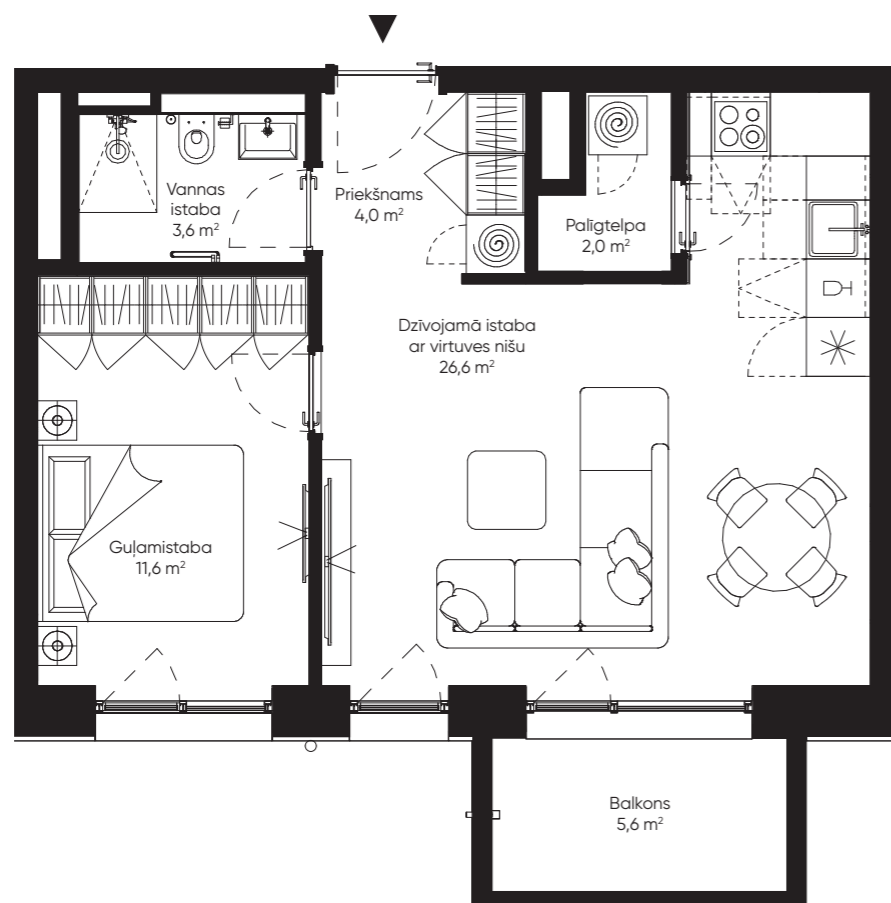 Vannas
istaba
3,6 m²
Priekšnams
4,0 m²
Palīgtelpa
2,0 m²
Dzīvojamā istaba
ar virtuves nišu
26,6 m²
Guļamistaba
11,6 m²
Balkons
5,6 m²